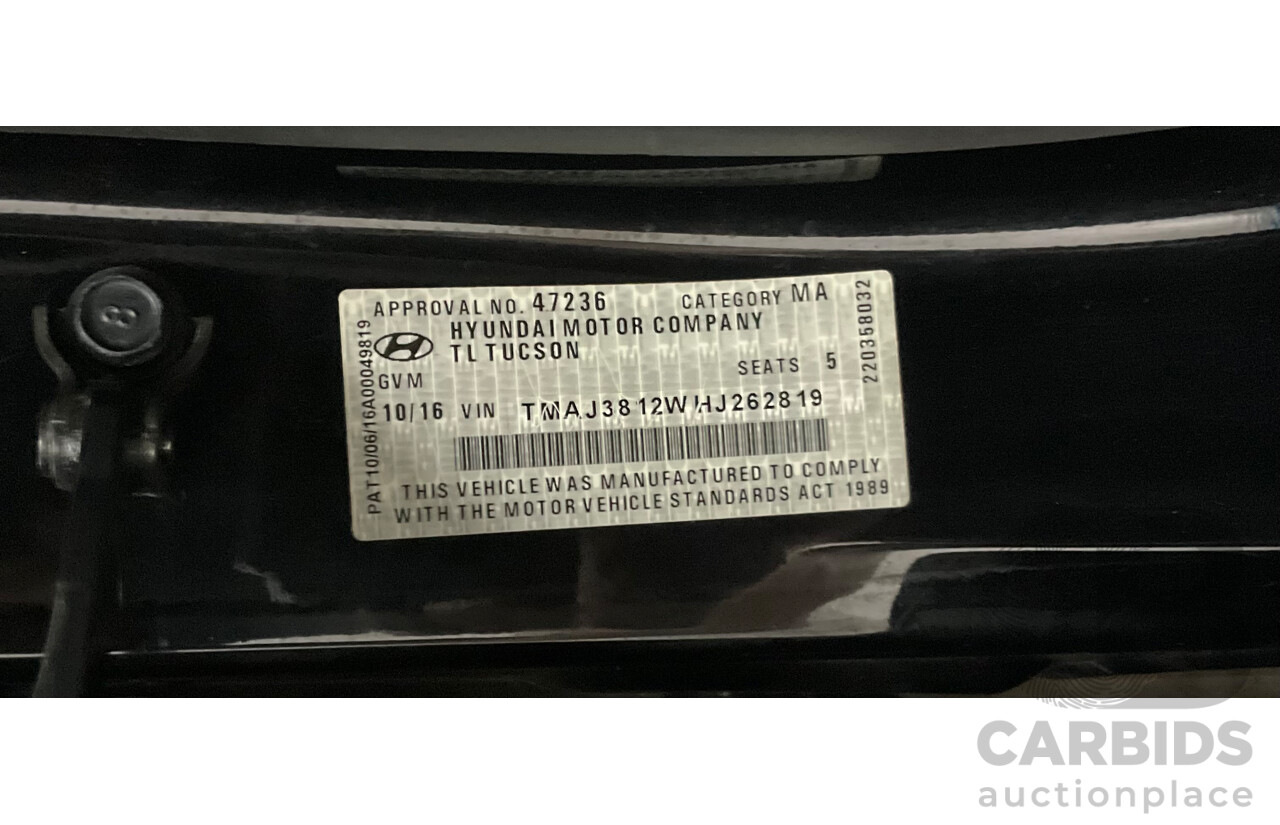 8
APPROVAL NO. 47236 CATEGORY MA
HYUNDAI MOTOR COMPANY
TL TUCSON
GVM SEATS 5
10/16 VIN TMAJ3812WHJ262819
THIS VEHICLE WAS MANUFACTURED TO COMPLY
WITH THE MOTOR VEHICLE STANDARDS ACT 1989
PAT10/06/16A00049819
220358032
CARBIDS
auctionplace